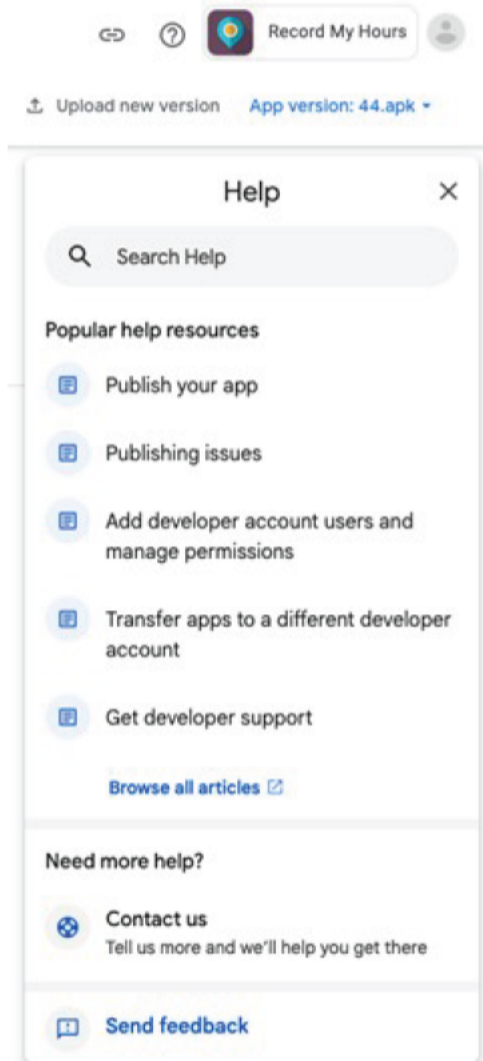 Record My Hours
Upload new version App version: 44.apk
Help
Search Help
Popular help resources
Publish your app
Publishing issues
Add developer account users and
manage permissions
Transfer apps to a different developer
account
Get developer support
Browse all articles
Need more help?
Contact us
Tell us more and we'll help you get there
Send feedback